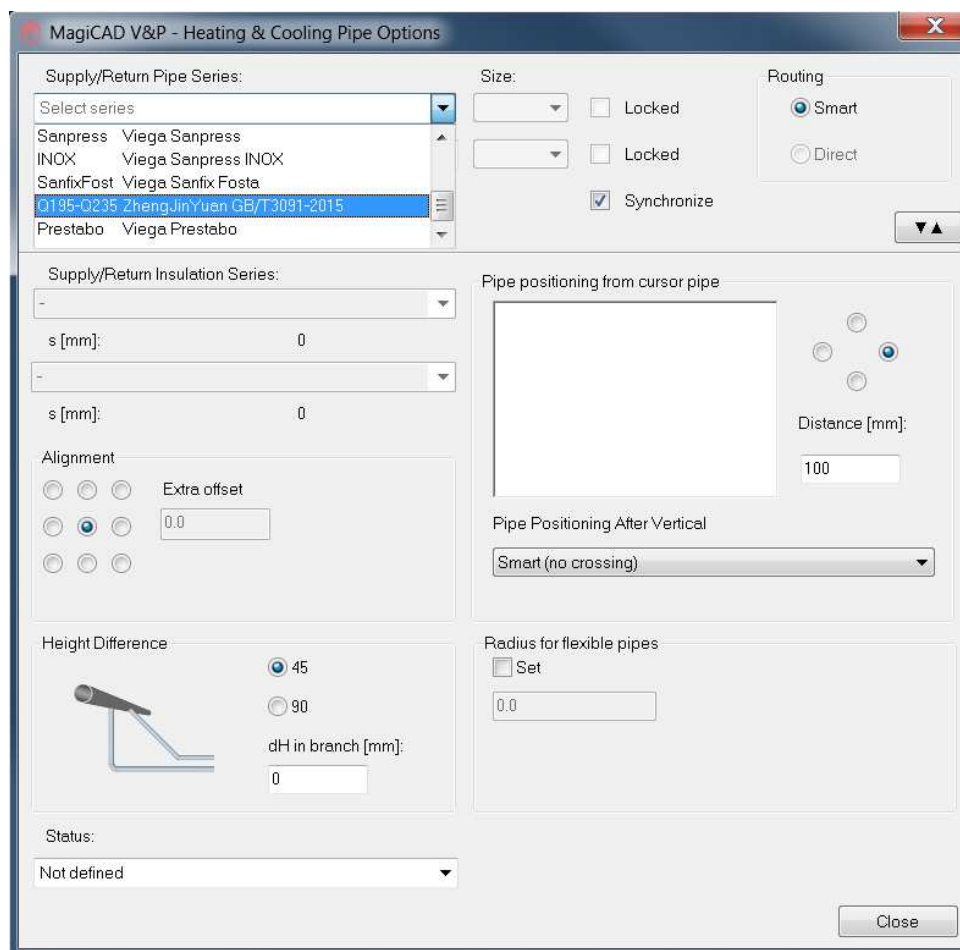 MagiCAD V&P - Heating & Cooling Pipe Options
Supply/Return Pipe Series:
Size:
Routing
Select series
Locked
Smart
Sanpress Viega Sanpress
INOX Viega Sanpress INOX
Locked
Direct
SanfixFost Viega Sanfix Fosta
Q195-Q235 ZhengJinYuan GB/T3091-2015
Synchronize
Prestabo Viega Prestabo
Supply/Return Insulation Series:
-
s [mm]: 0
-
s [mm]: 0
Pipe positioning from cursor pipe
Distance [mm]:
100
Alignment
Extra offset
0.0
Pipe Positioning After Vertical
Smart (no crossing)
Height Difference
45
90
dH in branch [mm]:
0
Radius for flexible pipes
Set
0.0
Status:
Not defined
Close